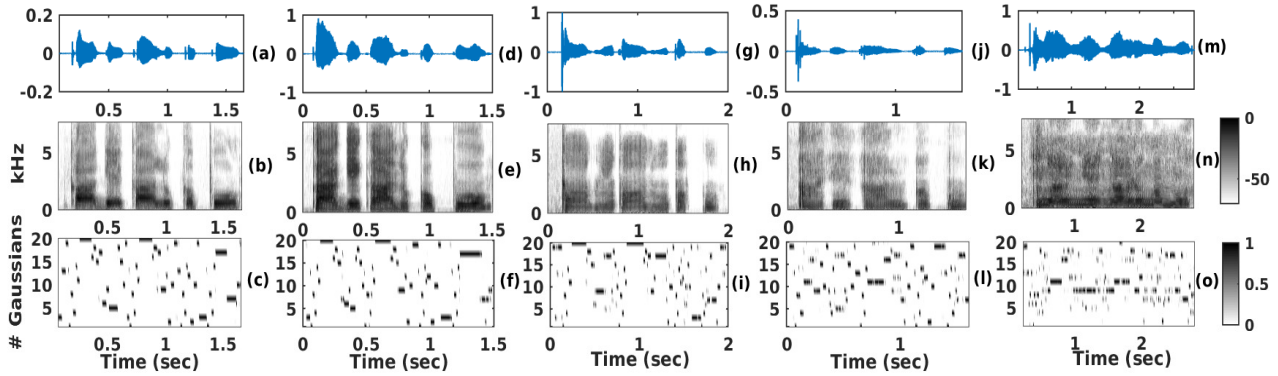 0.2
0
-0.2
0.5 1 1.5
(a)
1
0
-1
0 0.5 1 1.5
(d)
1
0
-1
0 1 2
(g)
0.5
0
-0.5
0 1
(j)
1
0
-1
1 2
(m)
kHz
5
0
0.5 1 1.5
(b)
5
0
0 0.5 1 1.5
(e)
5
0
0 1 2
(h)
5
0
0 1
(k)
5
0
1 2
(n)
0
-50
# Gaussians
20
15
10
5
0.5 1 1.5
Time (sec)
(c)
20
15
10
5
0 0.5 1 1.5
Time (sec)
(f)
20
15
10
5
0 1 2
Time (sec)
(i)
20
15
10
5
0 1
Time (sec)
(l)
20
15
10
5
1 2
Time (sec)
(o)
1
0.5
0